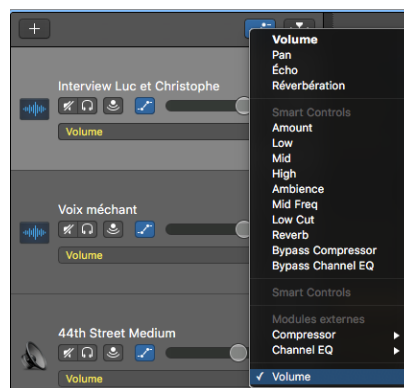 +
Interview Luc et Christophe
Volume
Voix méchant
Volume
44th Street Medium
Volume
Volume
Pan
Écho
Réverbération
Smart Controls
Amount
Low
Mid
High
Ambience
Mid Freq
Low Cut
Reverb
Bypass Compressor
Bypass Channel EQ
Smart Controls
Modules externes
Compressor
Channel EQ
✓ Volume